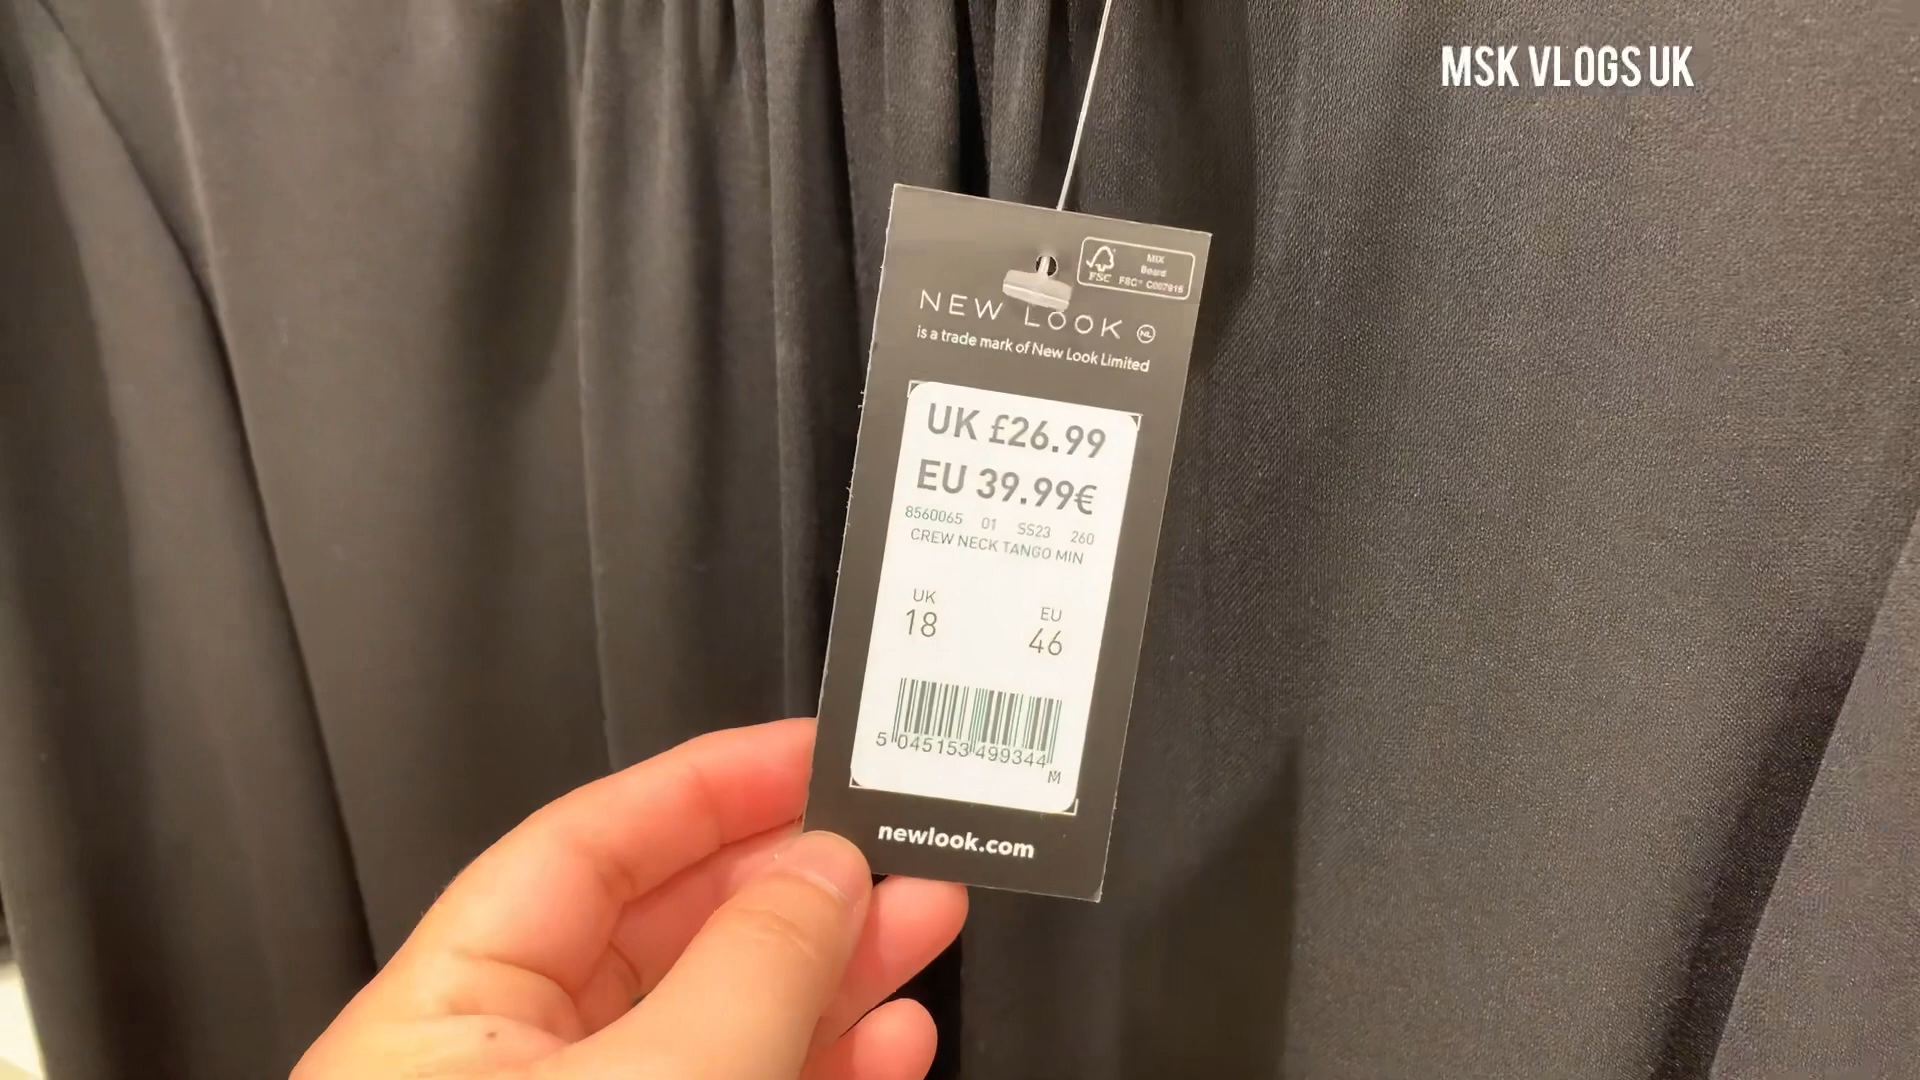 MSK VLOGS UK
FSC
MIX
Board
FSC® C007915
NEW LOOK NL
is a trade mark of New Look Limited
UK £26.99
EU 39.99€
8560065 01 SS23 260
CREW NECK TANGO MIN
UK EU
18 46
5 045153 499344
M
newlook.com